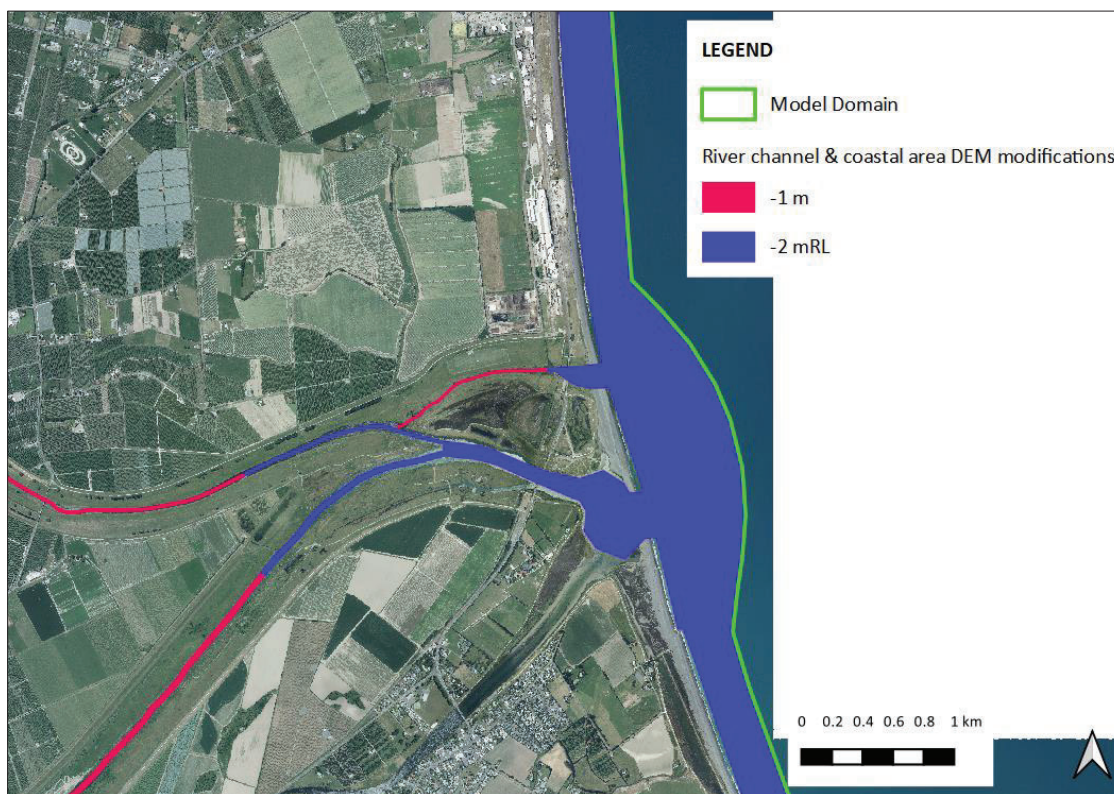 LEGEND
Model Domain
River channel & coastal area DEM modifications
-1 m
-2 mRL
0 0.2 0.4 0.6 0.8 1 km